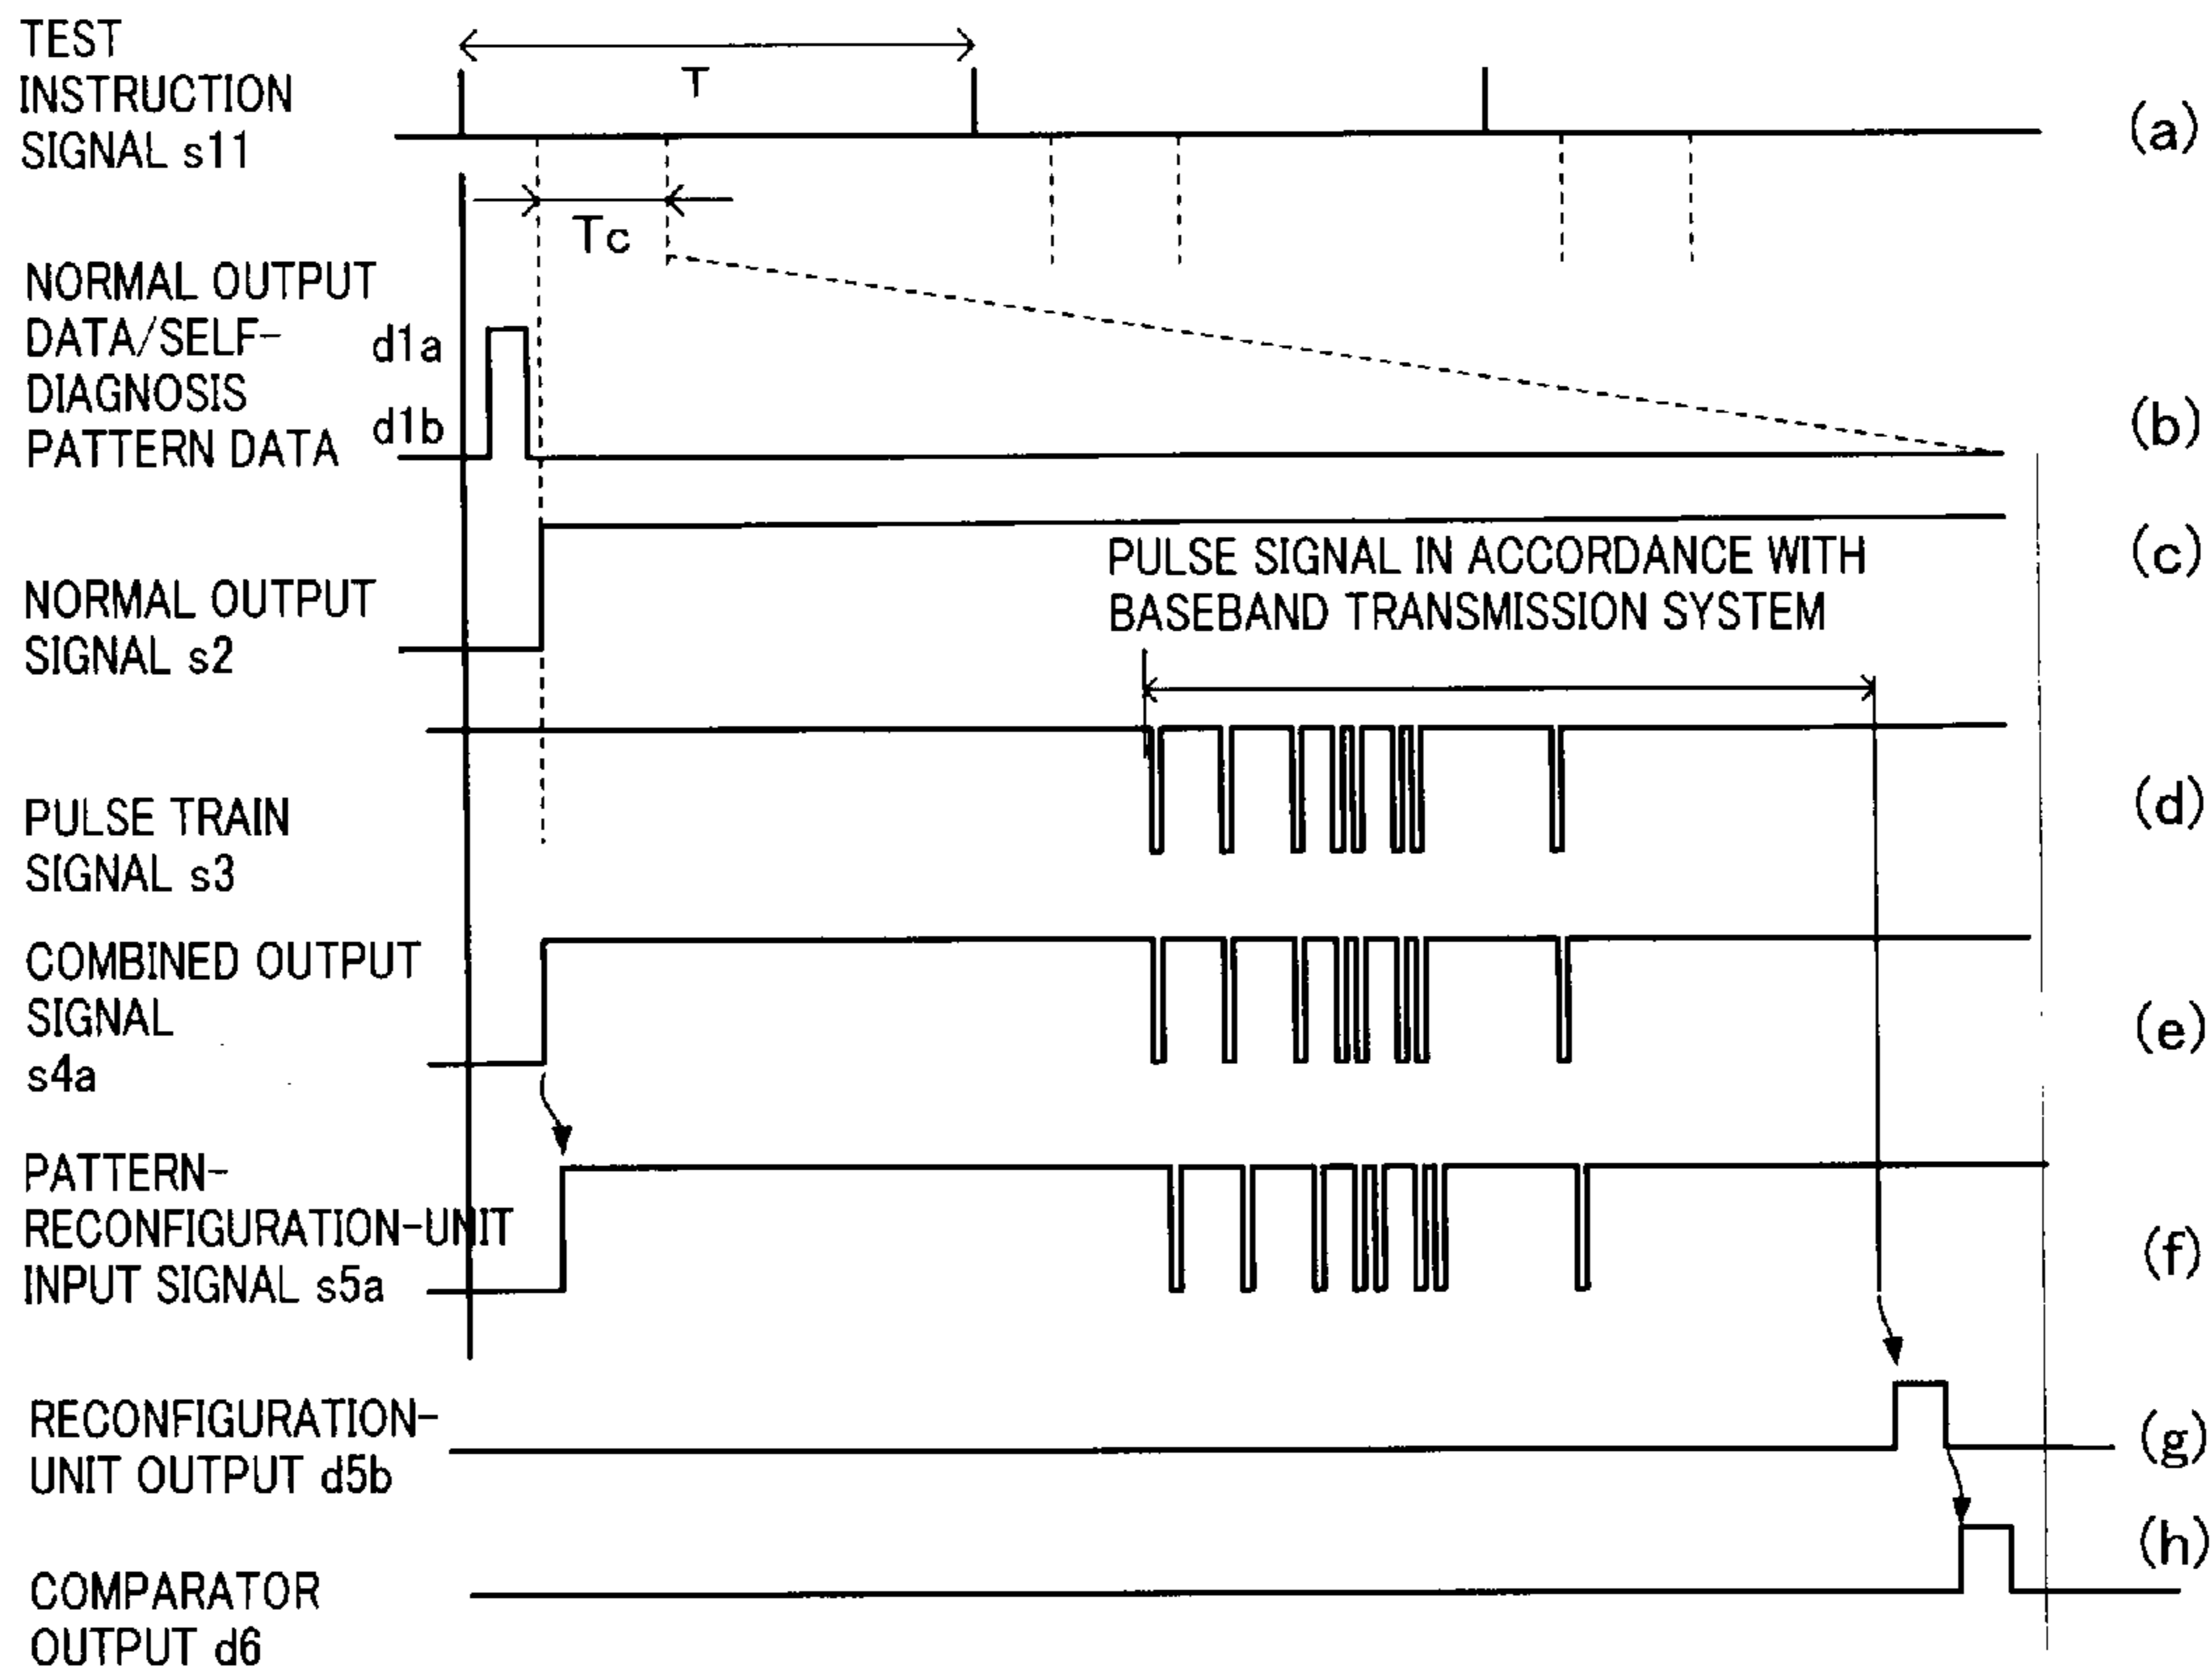 TEST
INSTRUCTION
SIGNAL s11
T
(a)
Tc
NORMAL OUTPUT
DATA/SELF-
DIAGNOSIS
PATTERN DATA
d1a
d1b
(b)
NORMAL OUTPUT
SIGNAL s2
(c)
PULSE SIGNAL IN ACCORDANCE WITH
BASEBAND TRANSMISSION SYSTEM
PULSE TRAIN
SIGNAL s3
(d)
COMBINED OUTPUT
SIGNAL
s4a
(e)
PATTERN-
RECONFIGURATION-UNIT
INPUT SIGNAL s5a
(f)
RECONFIGURATION-
UNIT OUTPUT d5b
(g)
COMPARATOR
OUTPUT d6
(h)